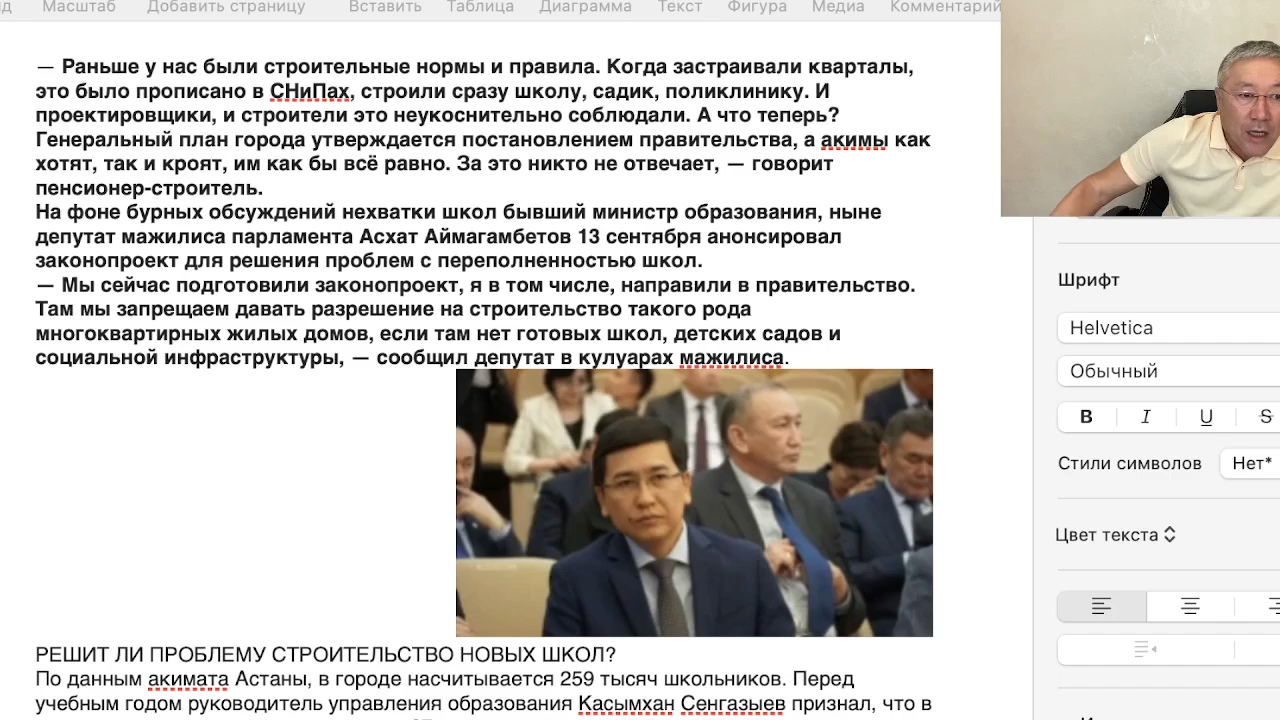 Масштаб Добавить страницу Вставить Таблица Диаграмма Текст Фигура Медиа Комментарий
— Раньше у нас были строительные нормы и правила. Когда застраивали кварталы,
это было прописано в СНиПах, строили сразу школу, садик, поликлинику. И
проектировщики, и строители это неукоснительно соблюдали. А что теперь?
Генеральный план города утверждается постановлением правительства, а акимы как
хотят, так и кроят, им как бы всё равно. За это никто не отвечает, — говорит
пенсионер-строитель.
На фоне бурных обсуждений нехватки школ бывший министр образования, ныне
депутат мажилиса парламента Асхат Аймагамбетов 13 сентября анонсировал
законопроект для решения проблем с переполненностью школ.
— Мы сейчас подготовили законопроект, я в том числе, направили в правительство.
Там мы запрещаем давать разрешение на строительство такого рода
многоквартирных жилых домов, если там нет готовых школ, детских садов и
социальной инфраструктуры, — сообщил депутат в кулуарах мажилиса.
РЕШИТ ЛИ ПРОБЛЕМУ СТРОИТЕЛЬСТВО НОВЫХ ШКОЛ?
По данным акимата Астаны, в городе насчитывается 259 тысяч школьников. Перед
учебным годом руководитель управления образования Касымхан Сенгазыев признал, что в
Шрифт
Helvetica
Обычный
B I U S
Стили символов Нет*
Цвет текста